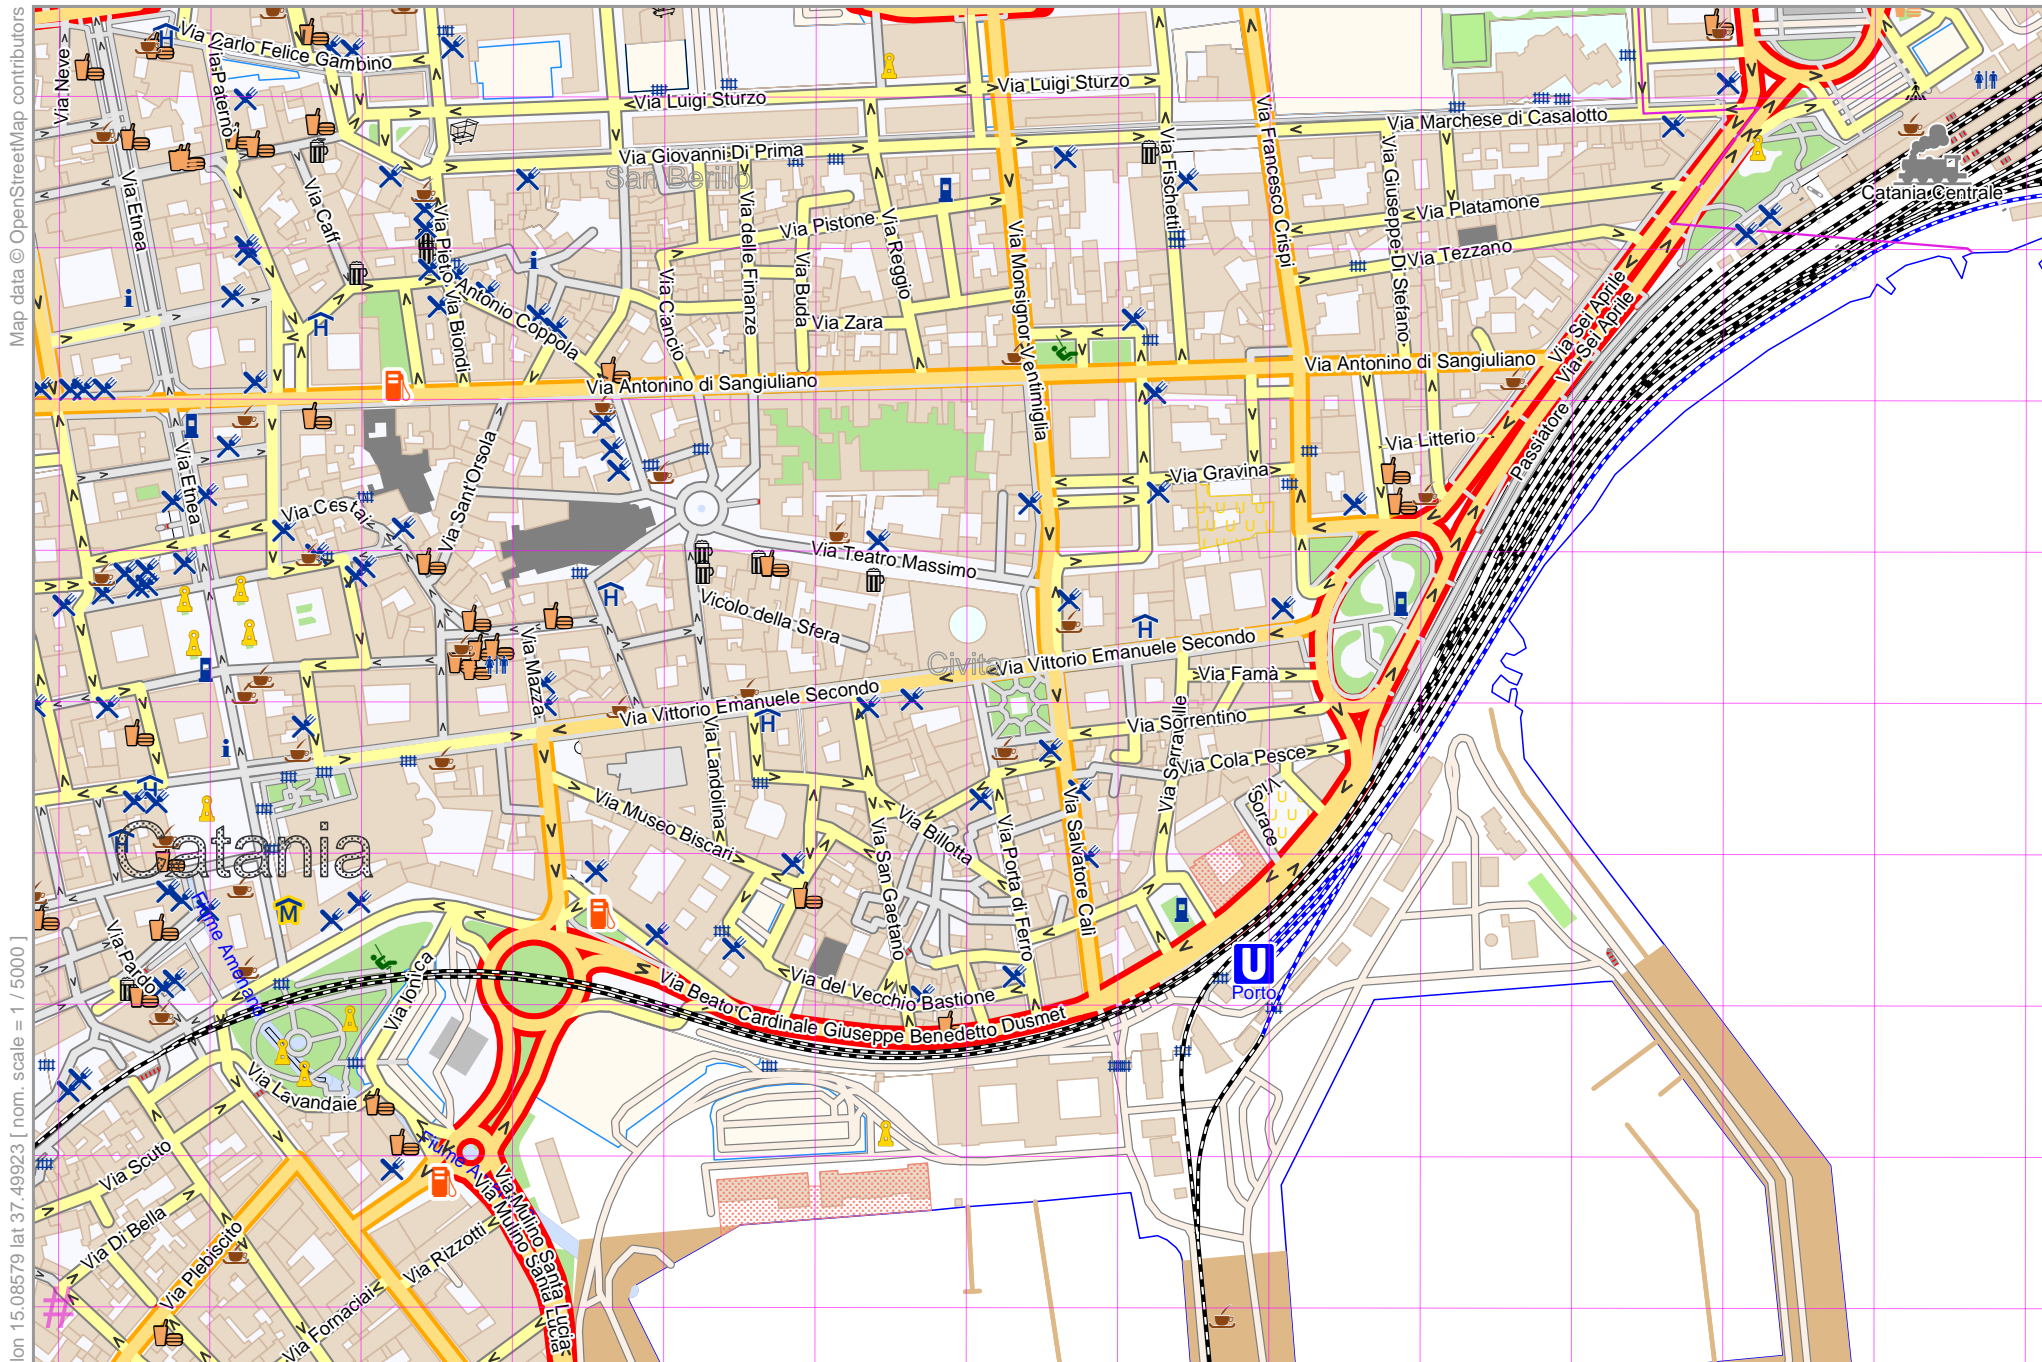 Map data © OpenStreetMap contributors
lon 15.08579 lat 37.49923 [ nom. scale = 1 / 5000 ]
Via Neve
Via Carlo Felice Gambino
Via Paternò
Via Luigi Sturzo
Via Luigi Sturzo
Via Marchese di Casalotto
Via Giovanni Di Prima
San Berillo
Via Etnea
Via Caff
Via Francesco Crispi
Via Fischetti
Via Giuseppe Di Stefano
Via Platamone
Catania Centrale
Via Pistone
Via delle Finanze
Via Reggio
Via Monsignor Ventimiglia
Via Tezzano
Via Buda
Via Ciancio
Via Biondi
Via Antonio Coppola
Via Zara
Via Sei Aprile
Via Sei Aprile
Via Antonino di Sangiuliano
Via Antonino di Sangiuliano
Passiatore
Via Litterio
Via Gravina
Via Etnea
Via Sant'Orsola
Via Cestai
Via Teatro Massimo
Vicolo della Sfera
Via Mazza
Civita
Via Vittorio Emanuele Secondo
Via Vittorio Emanuele Secondo
Via Famà
Via Sorrentino
Via Serravalle
Via Cola Pesce
Via Landolina
Via Museo Biscari
Via Billotta
Via San Gaetano
Via Porta di Ferro
Via Salvatore Calì
Via Sorace
Catania
M
Fiume Amenano
Via Pardo
Via Ionica
Via del Vecchio Bastione
Via Beato Cardinale Giuseppe Benedetto Dusmet
U
Porto
Via Lavandaie
Via Scuto
Via Di Bella
Via Plebiscito
Via Rizzotti
Via Fornaciai
Via Mulino Santa Lucia
Via Mulino Santa Lucia
#